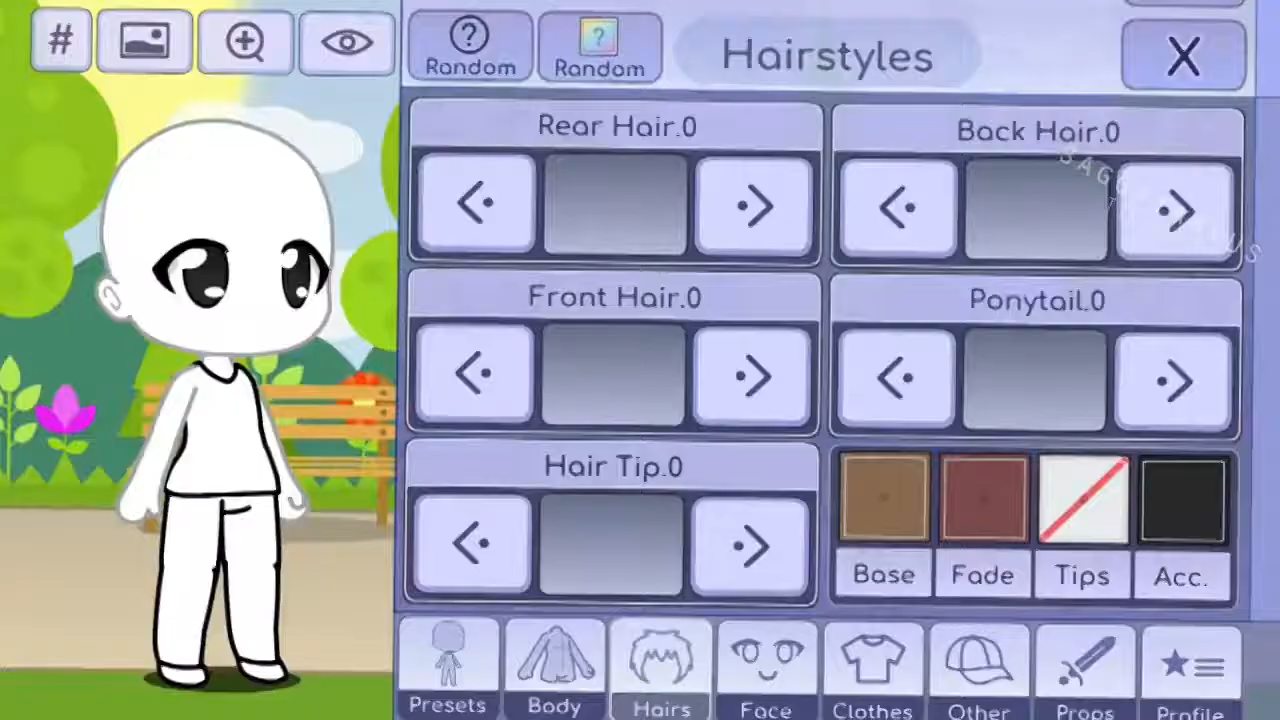 #
? Random
? Random
Hairstyles
X
Rear Hair.0
Back Hair.0
Front Hair.0
Ponytail.0
Hair Tip.0
Base
Fade
Tips
Acc.
Presets
Body
Hairs
Face
Clothes
Other
Props
Profile